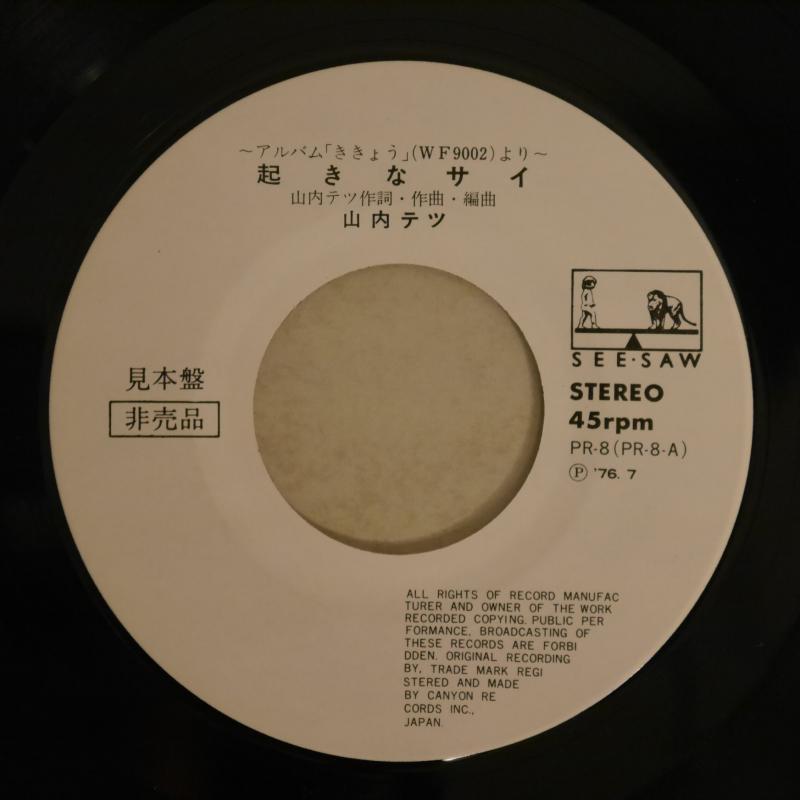 ～アルバム「ききょう」(WF9002)より～
起きなサイ
山内テツ作詞・作曲・編曲
山内テツ
SEE・SAW
見本盤
非売品
STEREO
45rpm
PR-8(PR-8-A)
Ⓟ '76. 7
ALL RIGHTS OF RECORD MANUFAC
TURER AND OWNER OF THE WORK
RECORDED COPYING. PUBLIC PER
FORMANCE, BROADCASTING OF
THESE RECORDS ARE FORBI
DDEN. ORIGINAL RECORDING
BY, TRADE MARK REGI
STERED AND MADE
BY CANYON RE
CORDS INC.,
JAPAN.